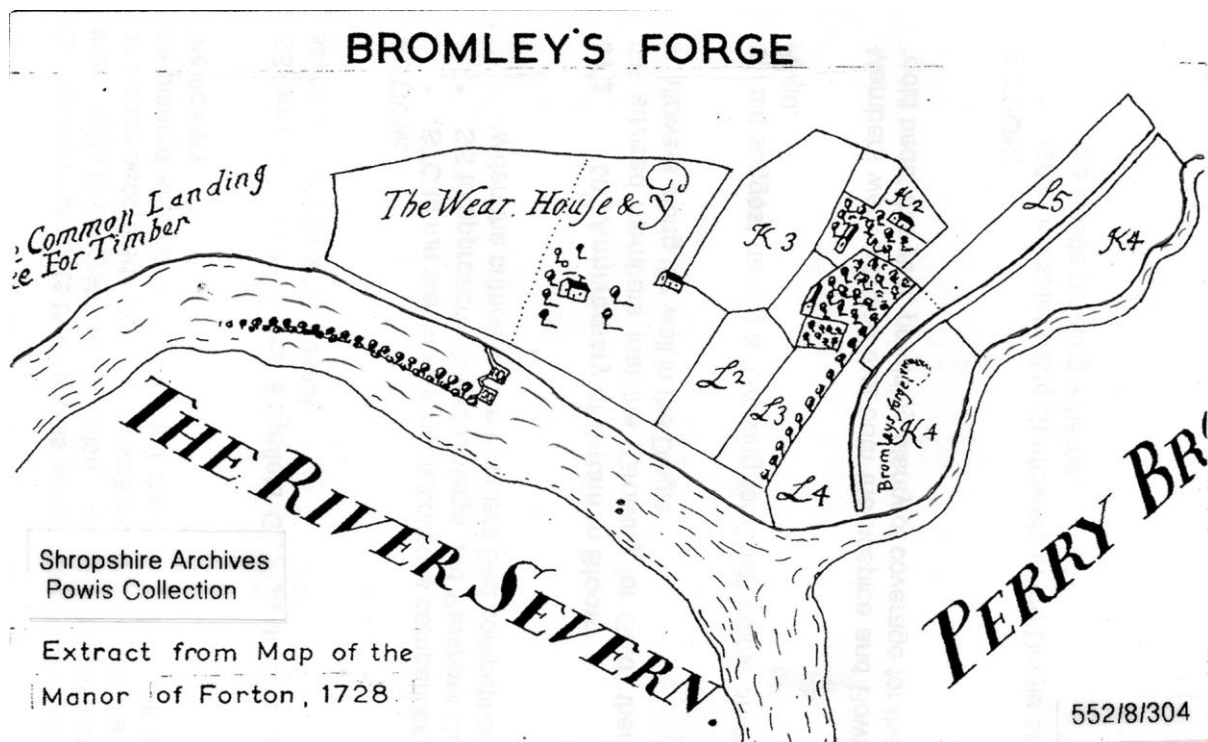 BROMLEY'S FORGE
Common Landing
For Timber
The Wear. House & C
y
K 3
K2
L5
K4
L2
L3
L4
Bromleys forge
K4
THE RIVER SEVERN.
PERRY BR
Shropshire Archives
Powis Collection
Extract from Map of the
Manor of Forton, 1728
552/8/304